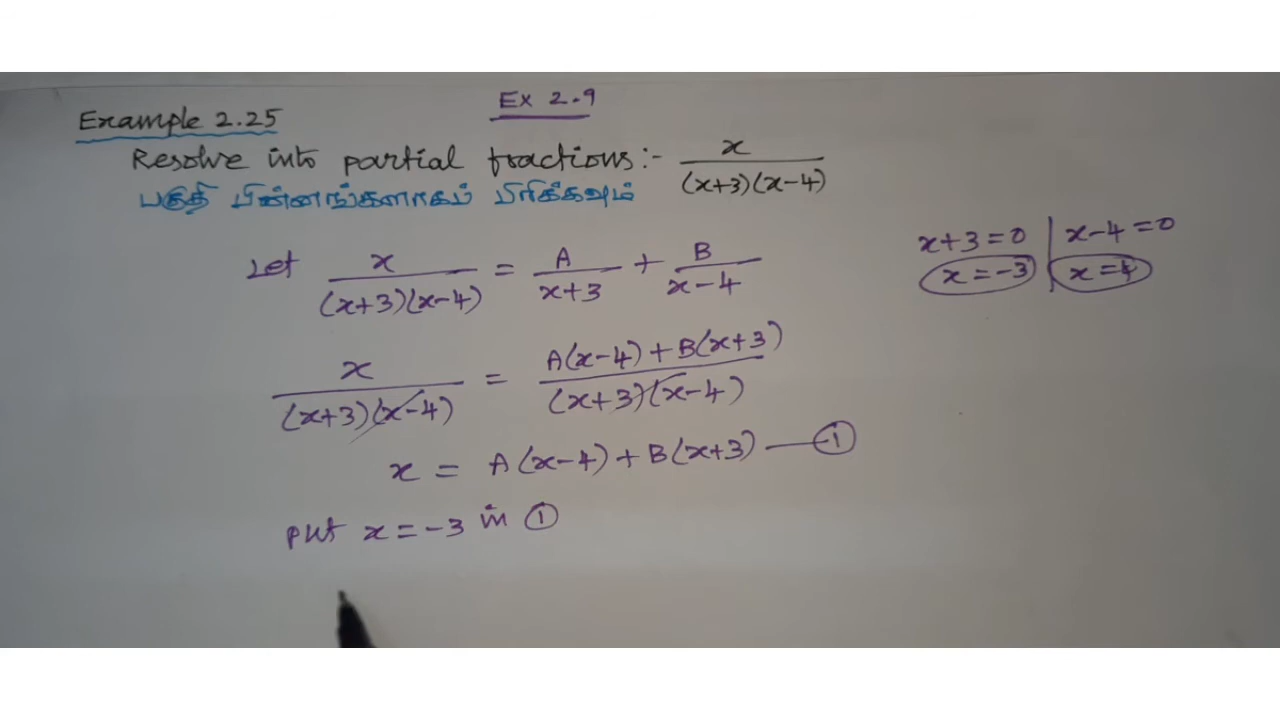 Ex 2.9
Example 2.25
Resolve into partial fractions:- x/((x+3)(x-4))
பகுதி பின்னங்களாகப் பிரிக்கவும்
x+3=0 | x-4=0
x=-3 | x=4
Let x/((x+3)(x-4)) = A/(x+3) + B/(x-4)
x/((x+3)(x-4)) = (A(x-4)+B(x+3))/((x+3)(x-4))
x = A(x-4)+B(x+3) — ①
put x=-3 in ①